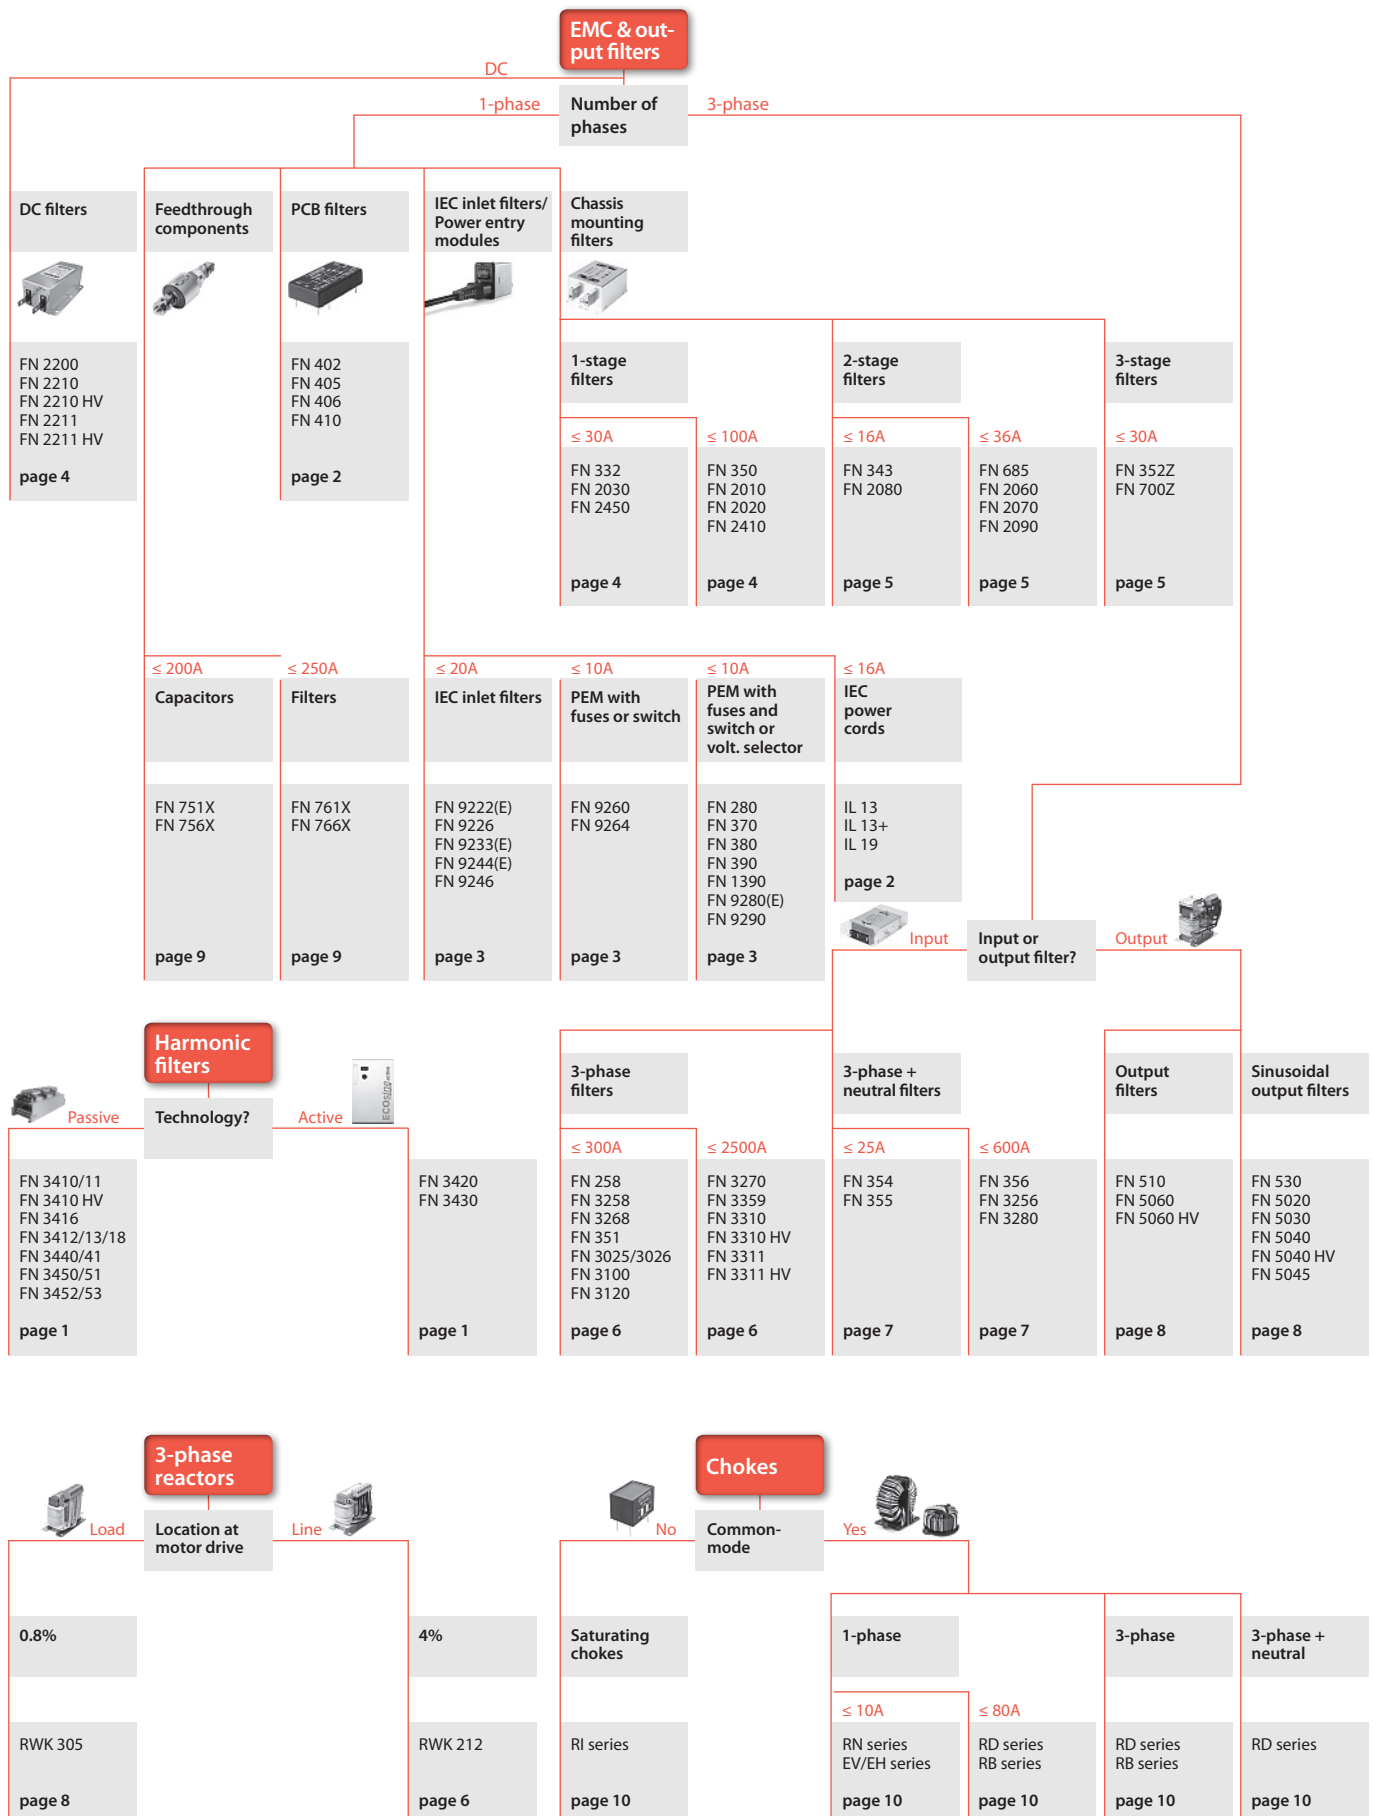 EMC & out-
put filters
DC
1-phase
Number of
phases
3-phase
DC filters
Feedthrough
components
PCB filters
IEC inlet filters/
Power entry
modules
Chassis
mounting
filters
FN 2200
FN 2210
FN 2210 HV
FN 2211
FN 2211 HV
page 4
FN 402
FN 405
FN 406
FN 410
page 2
1-stage
filters
2-stage
filters
3-stage
filters
≤ 30A
FN 332
FN 2030
FN 2450
page 4
≤ 100A
FN 350
FN 2010
FN 2020
FN 2410
page 4
≤ 16A
FN 343
FN 2080
page 5
≤ 36A
FN 685
FN 2060
FN 2070
FN 2090
page 5
≤ 30A
FN 352Z
FN 700Z
page 5
≤ 200A
Capacitors
FN 751X
FN 756X
page 9
≤ 250A
Filters
FN 761X
FN 766X
page 9
≤ 20A
IEC inlet filters
FN 9222(E)
FN 9226
FN 9233(E)
FN 9244(E)
FN 9246
page 3
≤ 10A
PEM with
fuses or switch
FN 9260
FN 9264
page 3
≤ 10A
PEM with
fuses and
switch or
volt. selector
FN 280
FN 370
FN 380
FN 390
FN 1390
FN 9280(E)
FN 9290
page 3
≤ 16A
IEC
power
cords
IL 13
IL 13+
IL 19
page 2
Input
Input or
output filter?
Output
3-phase
filters
3-phase +
neutral filters
Output
filters
Sinusoidal
output filters
≤ 300A
FN 258
FN 3258
FN 3268
FN 351
FN 3025/3026
FN 3100
FN 3120
page 6
≤ 2500A
FN 3270
FN 3359
FN 3310
FN 3310 HV
FN 3311
FN 3311 HV
page 6
≤ 25A
FN 354
FN 355
page 7
≤ 600A
FN 356
FN 3256
FN 3280
page 7
FN 510
FN 5060
FN 5060 HV
page 8
FN 530
FN 5020
FN 5030
FN 5040
FN 5040 HV
FN 5045
page 8
Harmonic
filters
Passive
Technology?
Active
ECOsine active
FN 3410/11
FN 3410 HV
FN 3416
FN 3412/13/18
FN 3440/41
FN 3450/51
FN 3452/53
page 1
FN 3420
FN 3430
page 1
3-phase
reactors
Load
Location at
motor drive
Line
0.8%
RWK 305
page 8
4%
RWK 212
page 6
Chokes
No
Common-
mode
Yes
Saturating
chokes
RI series
page 10
1-phase
3-phase
3-phase +
neutral
≤ 10A
RN series
EV/EH series
page 10
≤ 80A
RD series
RB series
page 10
RD series
RB series
page 10
RD series
page 10